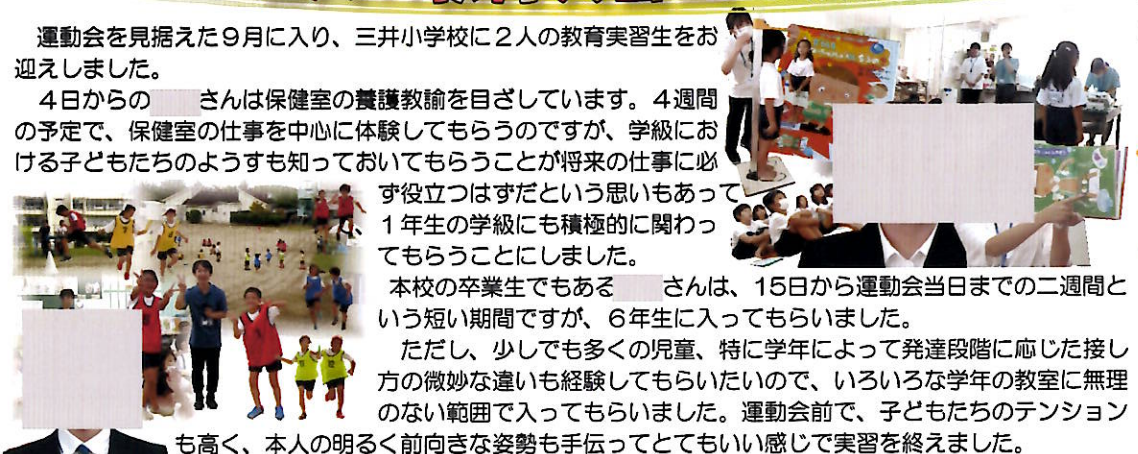 運動会を見据えた9月に入り、三井小学校に2人の教育実習生をお
迎えしました。
4日からの　　さんは保健室の養護教諭を目ざしています。4週間
の予定で、保健室の仕事を中心に体験してもらうのですが、学級にお
ける子どもたちのようすも知っておいてもらうことが将来の仕事に必
ず役立つはずだという思いもあって
1年生の学級にも積極的に関わっ
てもらうことにしました。
本校の卒業生でもある　　さんは、15日から運動会当日までの二週間と
いう短い期間ですが、6年生に入ってもらいました。
ただし、少しでも多くの児童、特に学年によって発達段階に応じた接し
方の微妙な違いも経験してもらいたいので、いろいろな学年の教室に無理
のない範囲で入ってもらいました。運動会前で、子どもたちのテンション
も高く、本人の明るく前向きな姿勢も手伝ってとてもいい感じで実習を終えました。